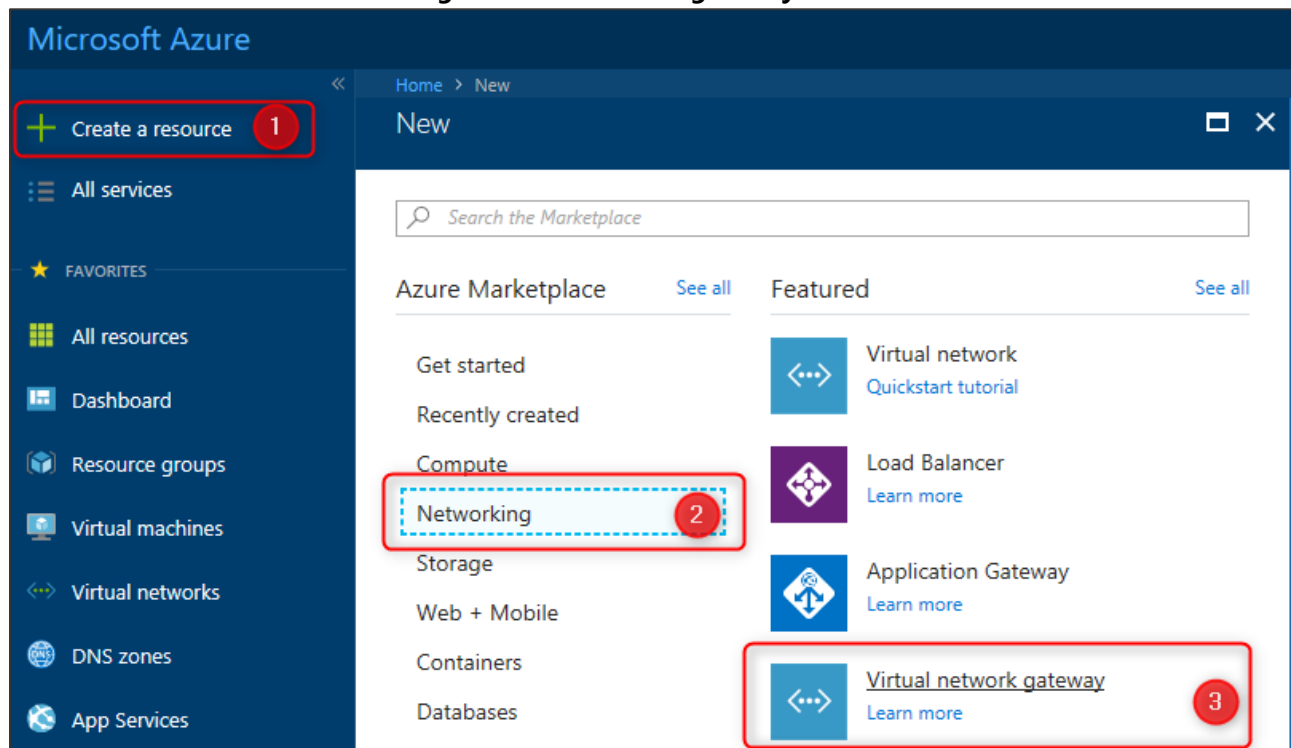 Microsoft Azure
«
Home > New
Create a resource
1
New
All services
Search the Marketplace
FAVORITES
Azure Marketplace
See all
Featured
See all
All resources
Dashboard
Resource groups
Virtual machines
Virtual networks
DNS zones
App Services
Get started
Recently created
Compute
Networking
2
Storage
Web + Mobile
Containers
Databases
Virtual network
Quickstart tutorial
Load Balancer
Learn more
Application Gateway
Learn more
Virtual network gateway
Learn more
3
DNS